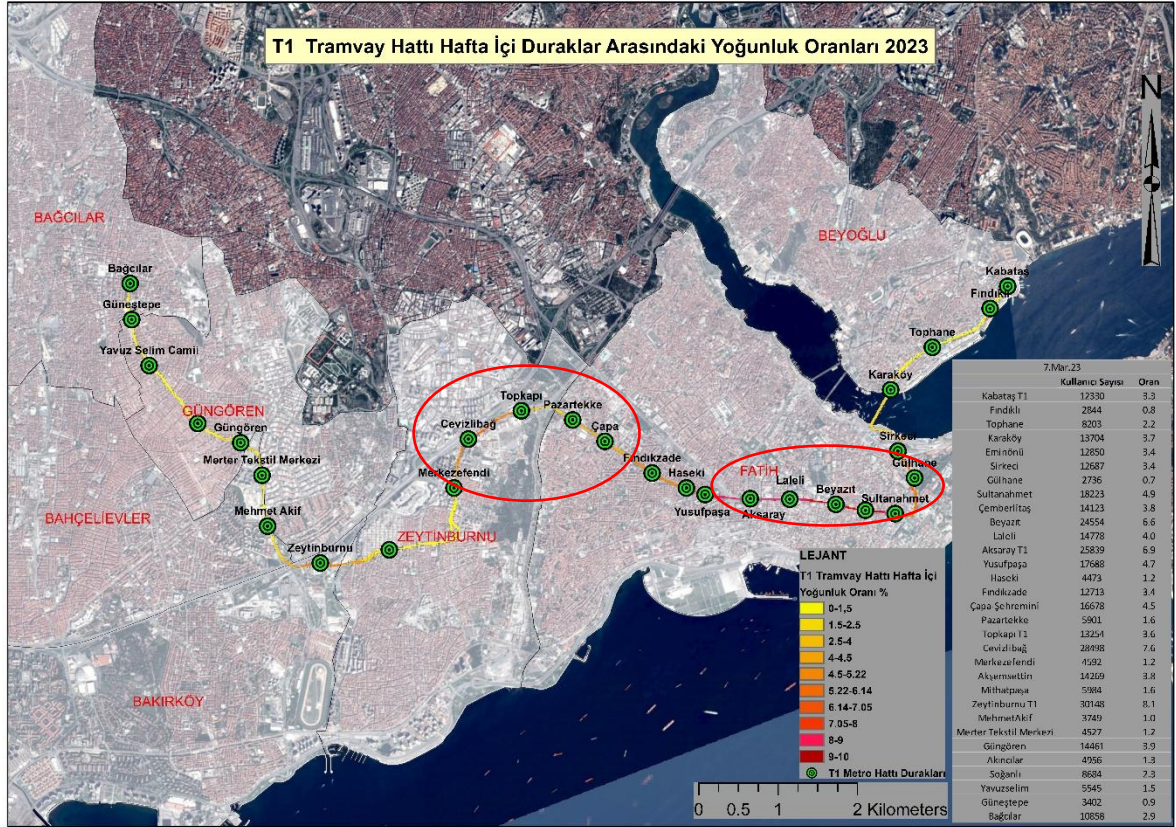 T1 Tramvay Hattı Hafta İçi Duraklar Arasındaki Yoğunluk Oranları 2023
N
BAĞCILAR
BEYOĞLU
Bağcılar
Güneştepe
Yavuz Selim Camii
GÜNGÖREN
Güngören
Merter Tekstil Merkezi
Mehmet Akif
BAHÇELİEVLER
Zeytinburnu
ZEYTİNBURNU
BAKIRKÖY
Merkezefendi
Cevizlibağ
Topkapı
Pazartekke
Çapa
Fındıkzade
Haseki
Yusufpaşa
FATİH
Aksaray
Laleli
Beyazıt
Sultanahmet
Gülhane
Sirkeci
Karaköy
Tophane
Fındıklı
Kabataş
LEJANT
T1 Tramvay Hattı Hafta İçi
Yoğunluk Oranı %
0-1,5
1.5-2.5
2.5-4
4-4.5
4.5-5.22
5.22-6.14
6.14-7.05
7.05-8
8-9
9-10
T1 Metro Hattı Durakları
0 0.5 1 2 Kilometers
7.Mar.23
Kullanıcı Sayısı Oran
Kabataş T1 12330 3.3
Fındıklı 2844 0.8
Tophane 8203 2.2
Karaköy 13704 3.7
Eminönü 12850 3.4
Sirkeci 12687 3.4
Gülhane 2736 0.7
Sultanahmet 18223 4.9
Çemberlitaş 14123 3.8
Beyazıt 24554 6.6
Laleli 14778 4.0
Aksaray T1 25839 6.9
Yusufpaşa 17688 4.7
Haseki 4473 1.2
Fındıkzade 12713 3.4
Çapa Şehremini 16678 4.5
Pazartekke 5901 1.6
Topkapı T1 13254 3.6
Cevizlibağ 28498 7.6
Merkezefendi 4592 1.2
Akşemsettin 14269 3.8
Mithatpaşa 5984 1.6
Zeytinburnu T1 30148 8.1
MehmetAkif 3749 1.0
Merter Tekstil Merkezi 4527 1.2
Güngören 14461 3.9
Akıncılar 4956 1.3
Soğanlı 8684 2.3
Yavuzselim 5545 1.5
Güneştepe 3402 0.9
Bağcılar 10858 2.9